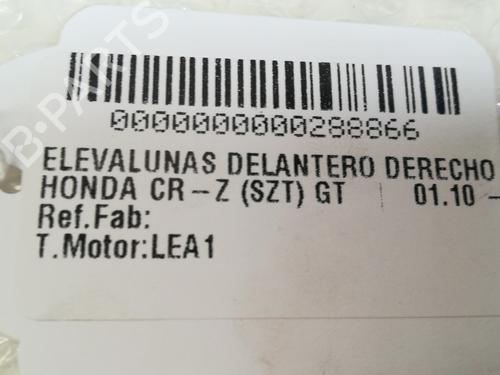 0000000000288866
ELEVALUNAS DELANTERO DERECHO
HONDA CR-Z (SZT) GT | 01.10 -
Ref.Fab:
T.Motor:LEA1
B-PARTS